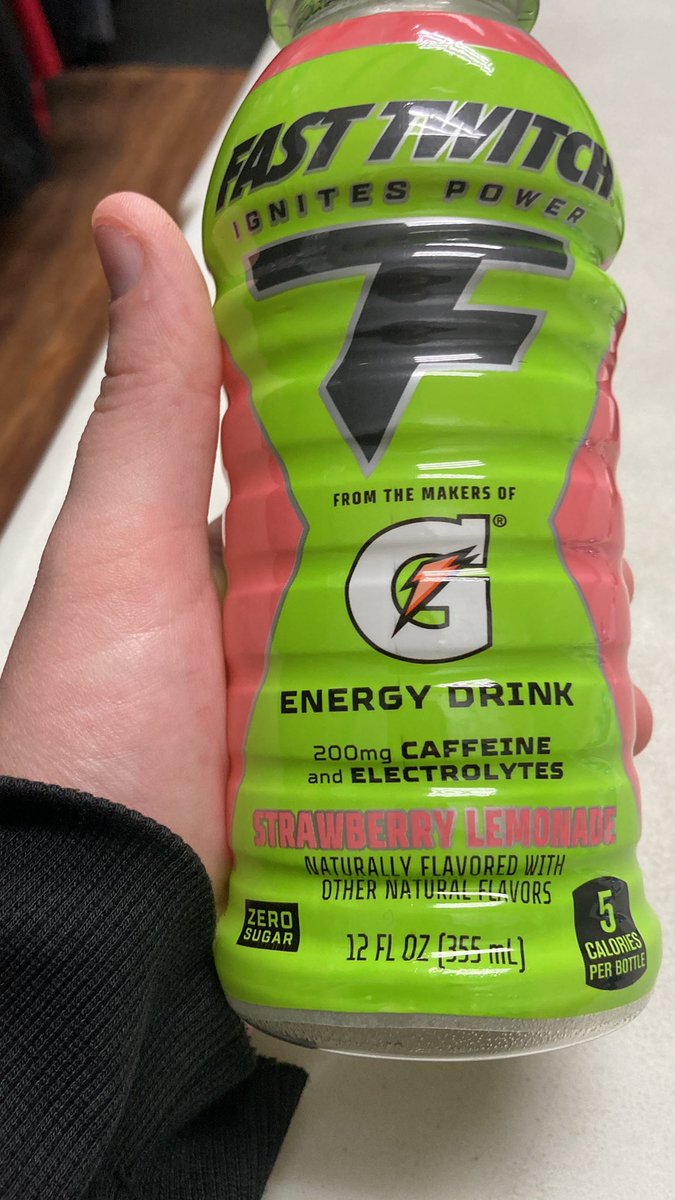 FAST TWITCH
IGNITES POWER
FROM THE MAKERS OF
G®
ENERGY DRINK
200mg CAFFEINE
and ELECTROLYTES
STRAWBERRY LEMONADE
NATURALLY FLAVORED WITH
OTHER NATURAL FLAVORS
ZERO
SUGAR
12 FL OZ (355 mL)
5
CALORIES
PER BOTTLE